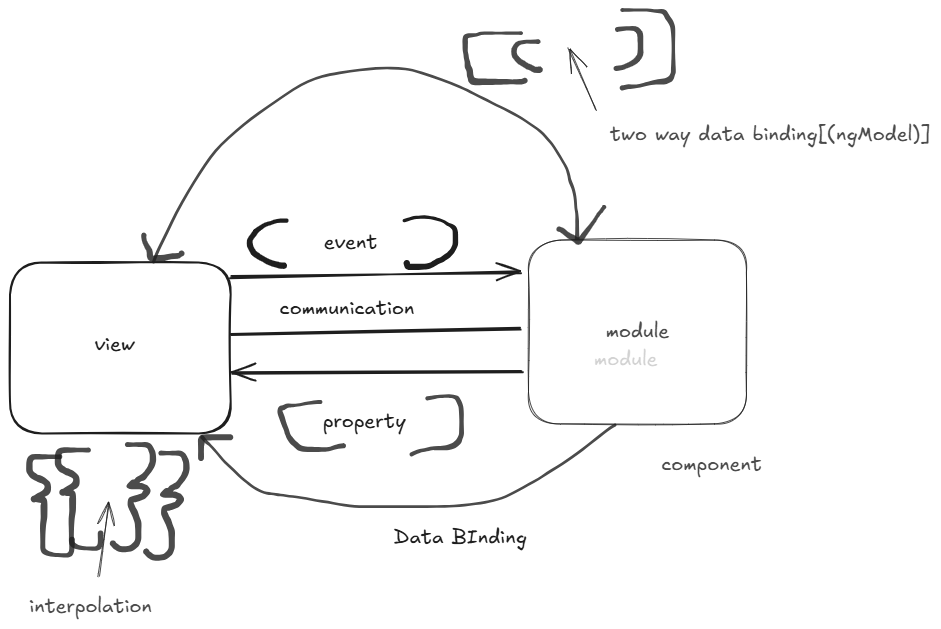 two way data binding[(ngModel)]
event
communication
view
module
module
property
component
Data BInding
interpolation